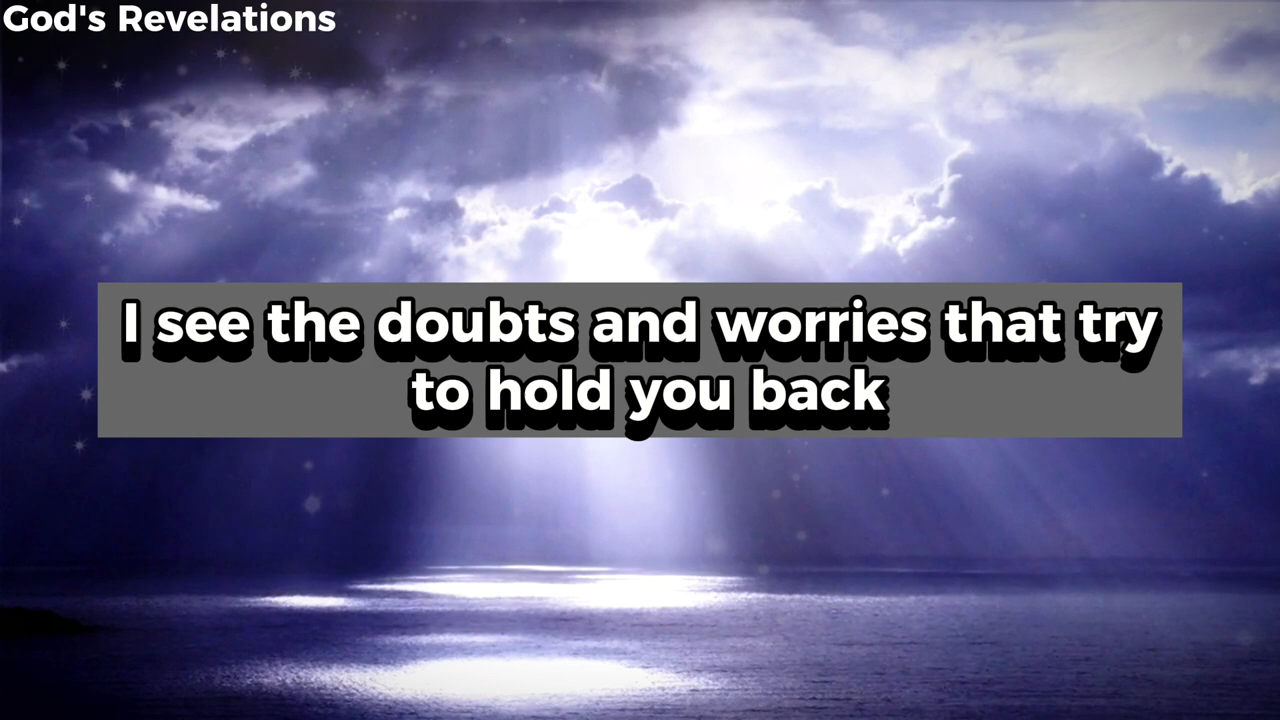 God's Revelations
I see the doubts and worries that try
to hold you back